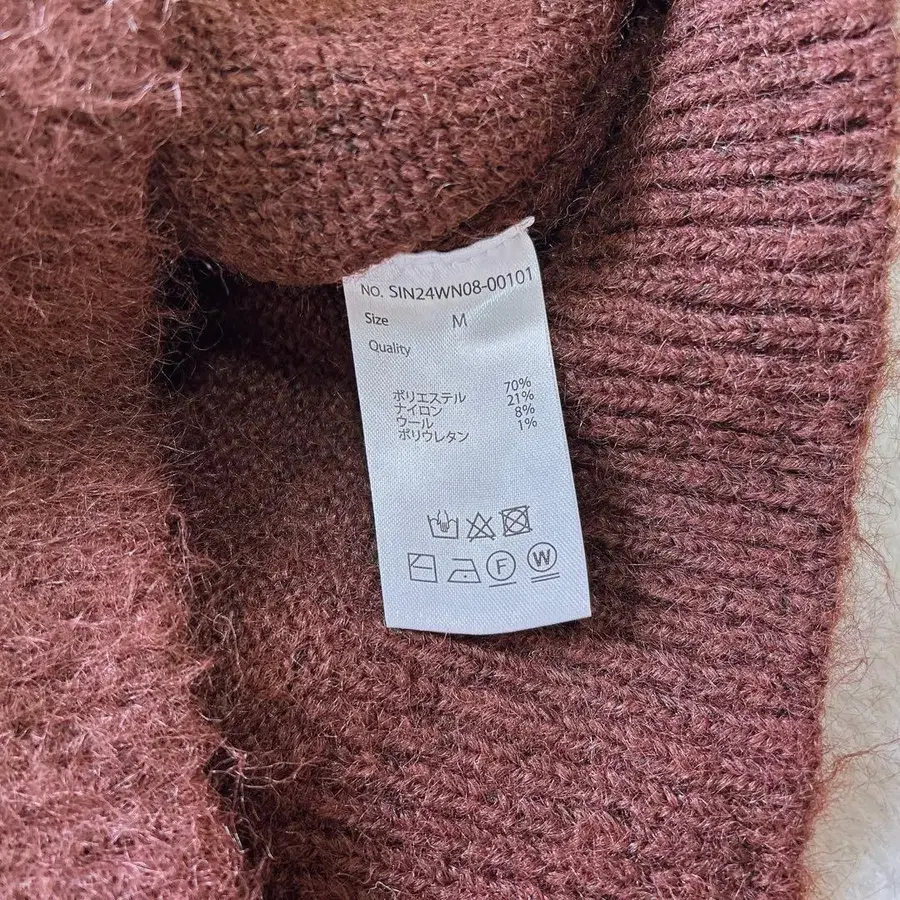 NO. SIN24WN08-00101
Size M
Quality
ポリエステル 70%
ナイロン 21%
ウール 8%
ポリウレタン 1%
F W